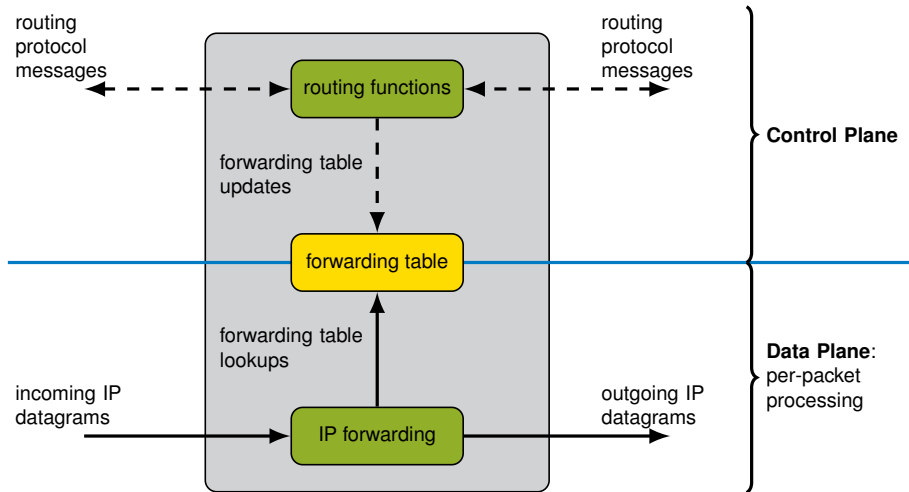 routing
protocol
messages
routing
protocol
messages
routing functions
Control Plane
forwarding table
updates
forwarding table
forwarding table
lookups
Data Plane:
per-packet
processing
incoming IP
datagrams
outgoing IP
datagrams
IP forwarding